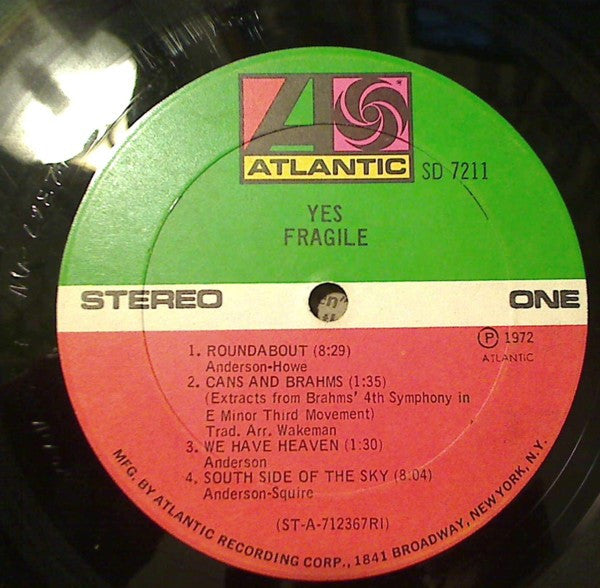 ATLANTIC
SD 7211
YES
FRAGILE
STEREO
ONE
℗ 1972
ATLANTIC
1. ROUNDABOUT (8:29)
Anderson-Howe
2. CANS AND BRAHMS (1:35)
(Extracts from Brahms' 4th Symphony in
E Minor Third Movement)
Trad. Arr. Wakeman
3. WE HAVE HEAVEN (1:30)
Anderson
4. SOUTH SIDE OF THE SKY (8:04)
Anderson-Squire
(ST-A-712367RI)
MFG. BY ATLANTIC RECORDING CORP., 1841 BROADWAY, NEW YORK, N.Y.